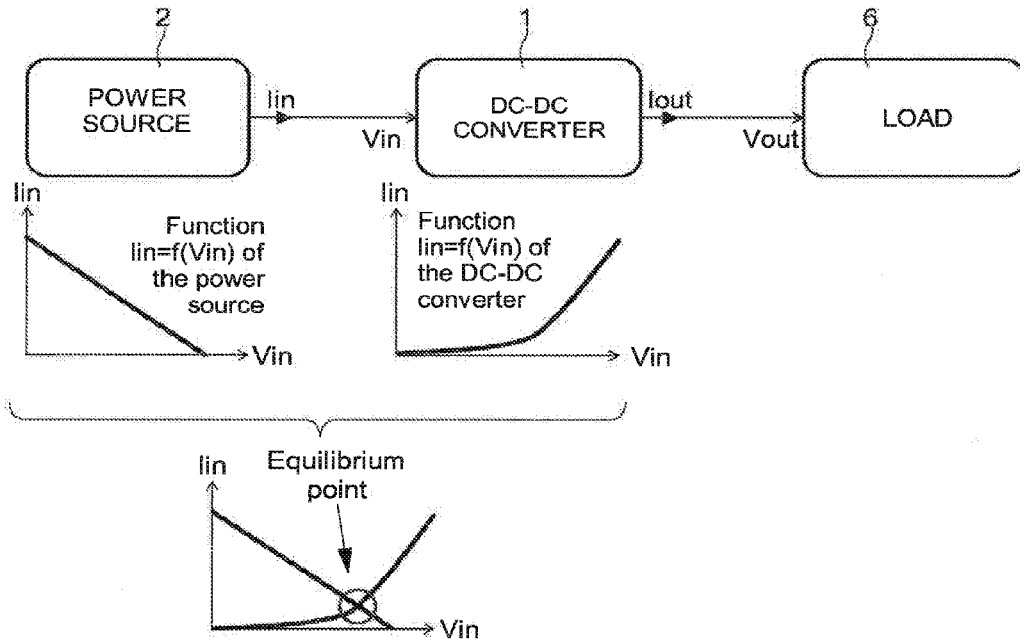 2
1
6
POWER
SOURCE
Iin
Vin
DC-DC
CONVERTER
Iout
Vout
LOAD
Iin
Function
Iin=f(Vin) of
the power
source
Vin
Iin
Function
Iin=f(Vin) of
the DC-DC
converter
Vin
Equilibrium
point
Iin
Vin